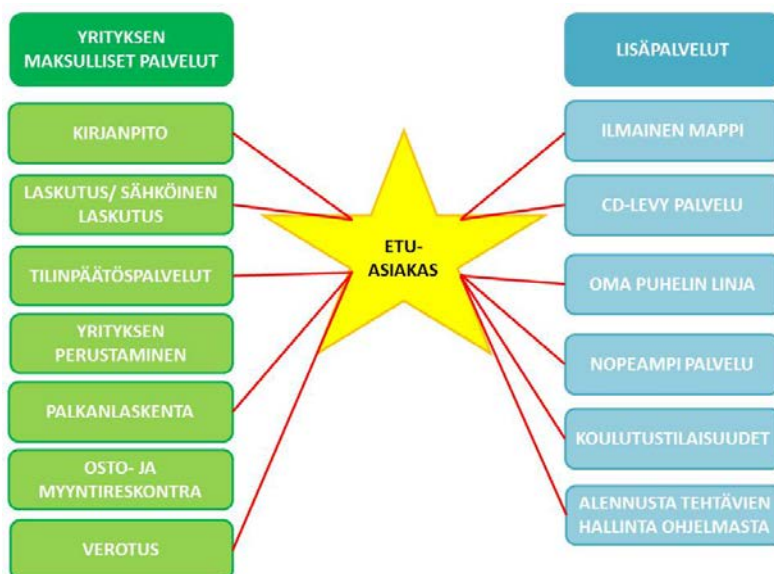 YRITYKSEN
MAKSULLISET PALVELUT
KIRJANPITO
LASKUTUS/ SÄHKÖINEN
LASKUTUS
TILINPÄÄTÖSPALVELUT
YRITYKSEN
PERUSTAMINEN
PALKANLASKENTA
OSTO- JA
MYYNTIRESKONTRA
VEROTUS
ETU-
ASIAKAS
LISÄPALVELUT
ILMAINEN MAPPI
CD-LEVY PALVELU
OMA PUHELIN LINJA
NOPEAMPI PALVELU
KOULUTUSTILAISUUDET
ALENNUSTA TEHTÄVIEN
HALLINTA OHJELMASTA